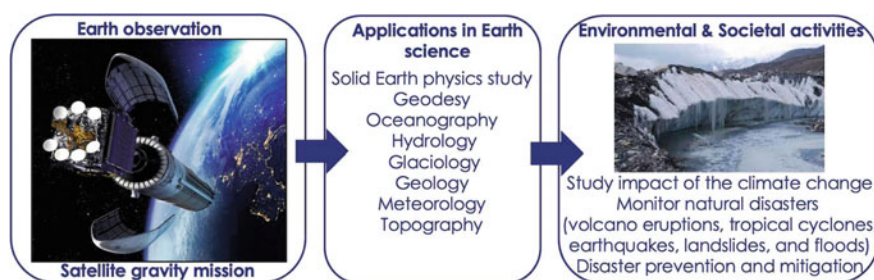 Earth observation
Satellite gravity mission
Applications in Earth
science
Solid Earth physics study
Geodesy
Oceanography
Hydrology
Glaciology
Geology
Meteorology
Topography
Environmental & Societal activities
Study impact of the climate change
Monitor natural disasters
(volcano eruptions, tropical cyclones
earthquakes, landslides, and floods)
Disaster prevention and mitigation